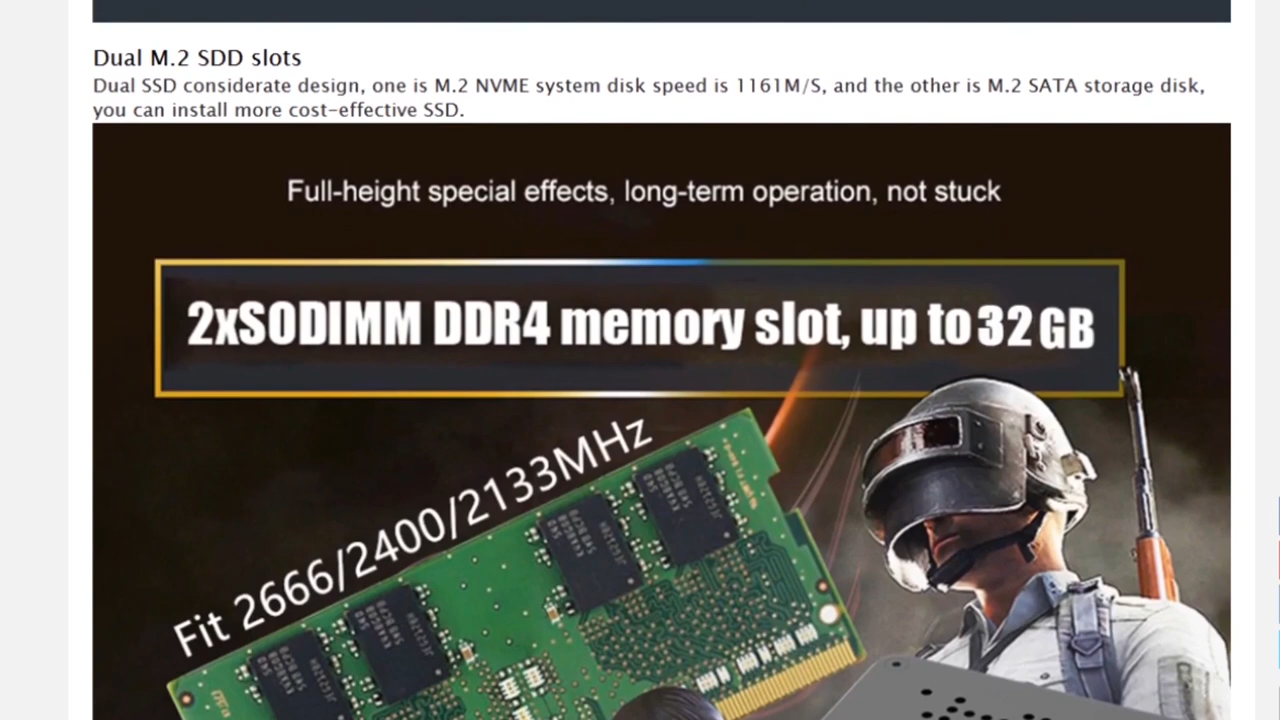 Dual M.2 SDD slots
Dual SSD considerate design, one is M.2 NVME system disk speed is 1161M/S, and the other is M.2 SATA storage disk,
you can install more cost-effective SSD.
Full-height special effects, long-term operation, not stuck
2xSODIMM DDR4 memory slot, up to 32 GB
Fit 2666/2400/2133MHz